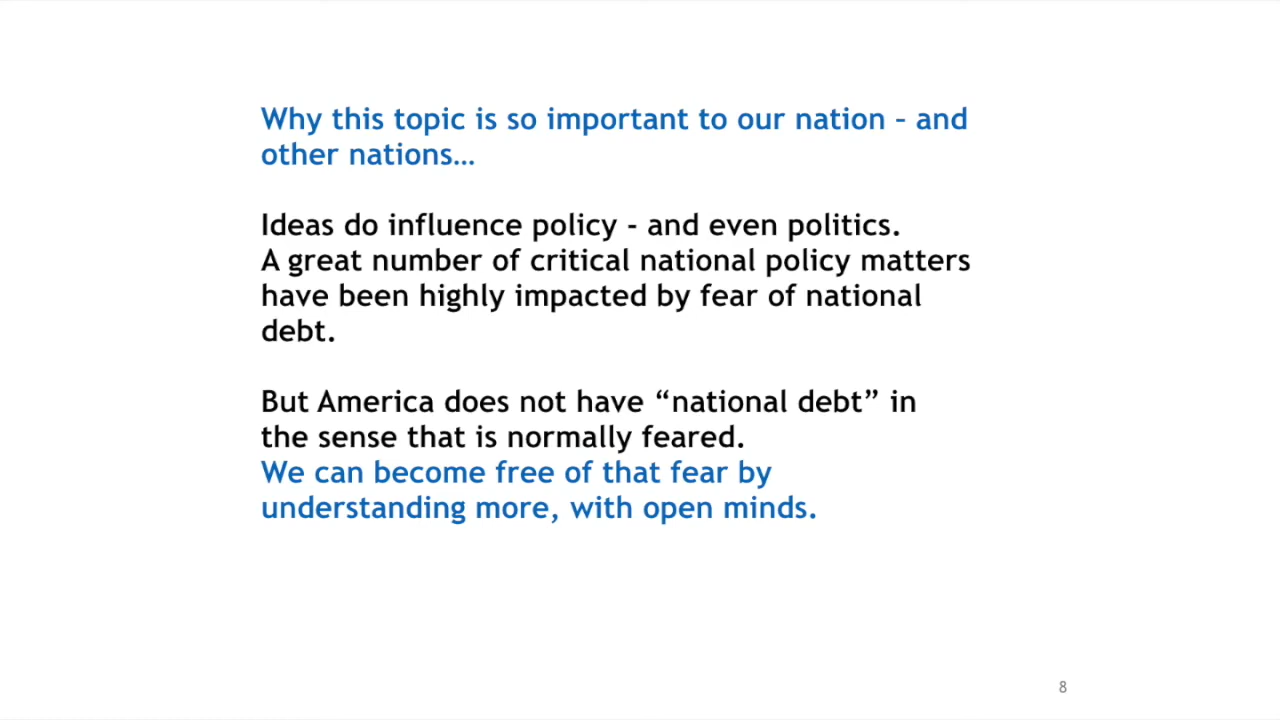 Why this topic is so important to our nation – and
other nations…
Ideas do influence policy - and even politics.
A great number of critical national policy matters
have been highly impacted by fear of national
debt.
But America does not have “national debt” in
the sense that is normally feared.
We can become free of that fear by
understanding more, with open minds.
8